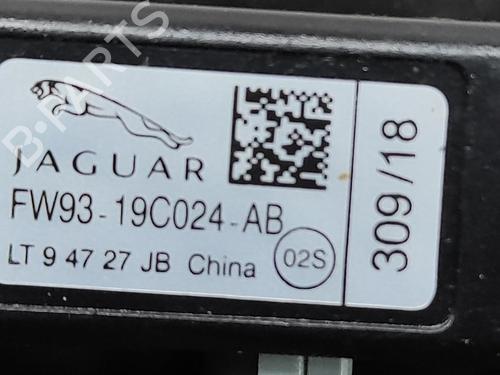 B-PARTS
JAGUAR
FW93-19C024-AB
LT 9 47 27 JB China 02S
309/18